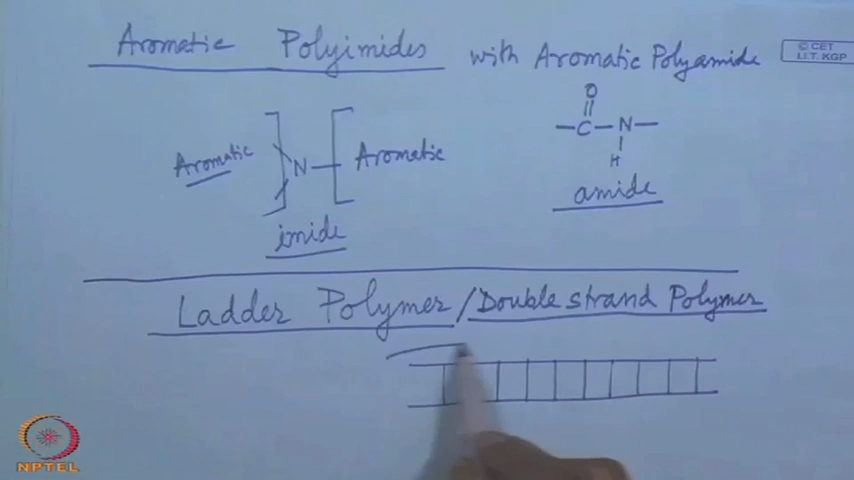 Aromatic Polyimides with Aromatic Polyamide
© CET
I.I.T. KGP
O
Aromatic N Aromatic
C N
H
imide
amide
Ladder Polymer / Double strand Polymer
NPTEL